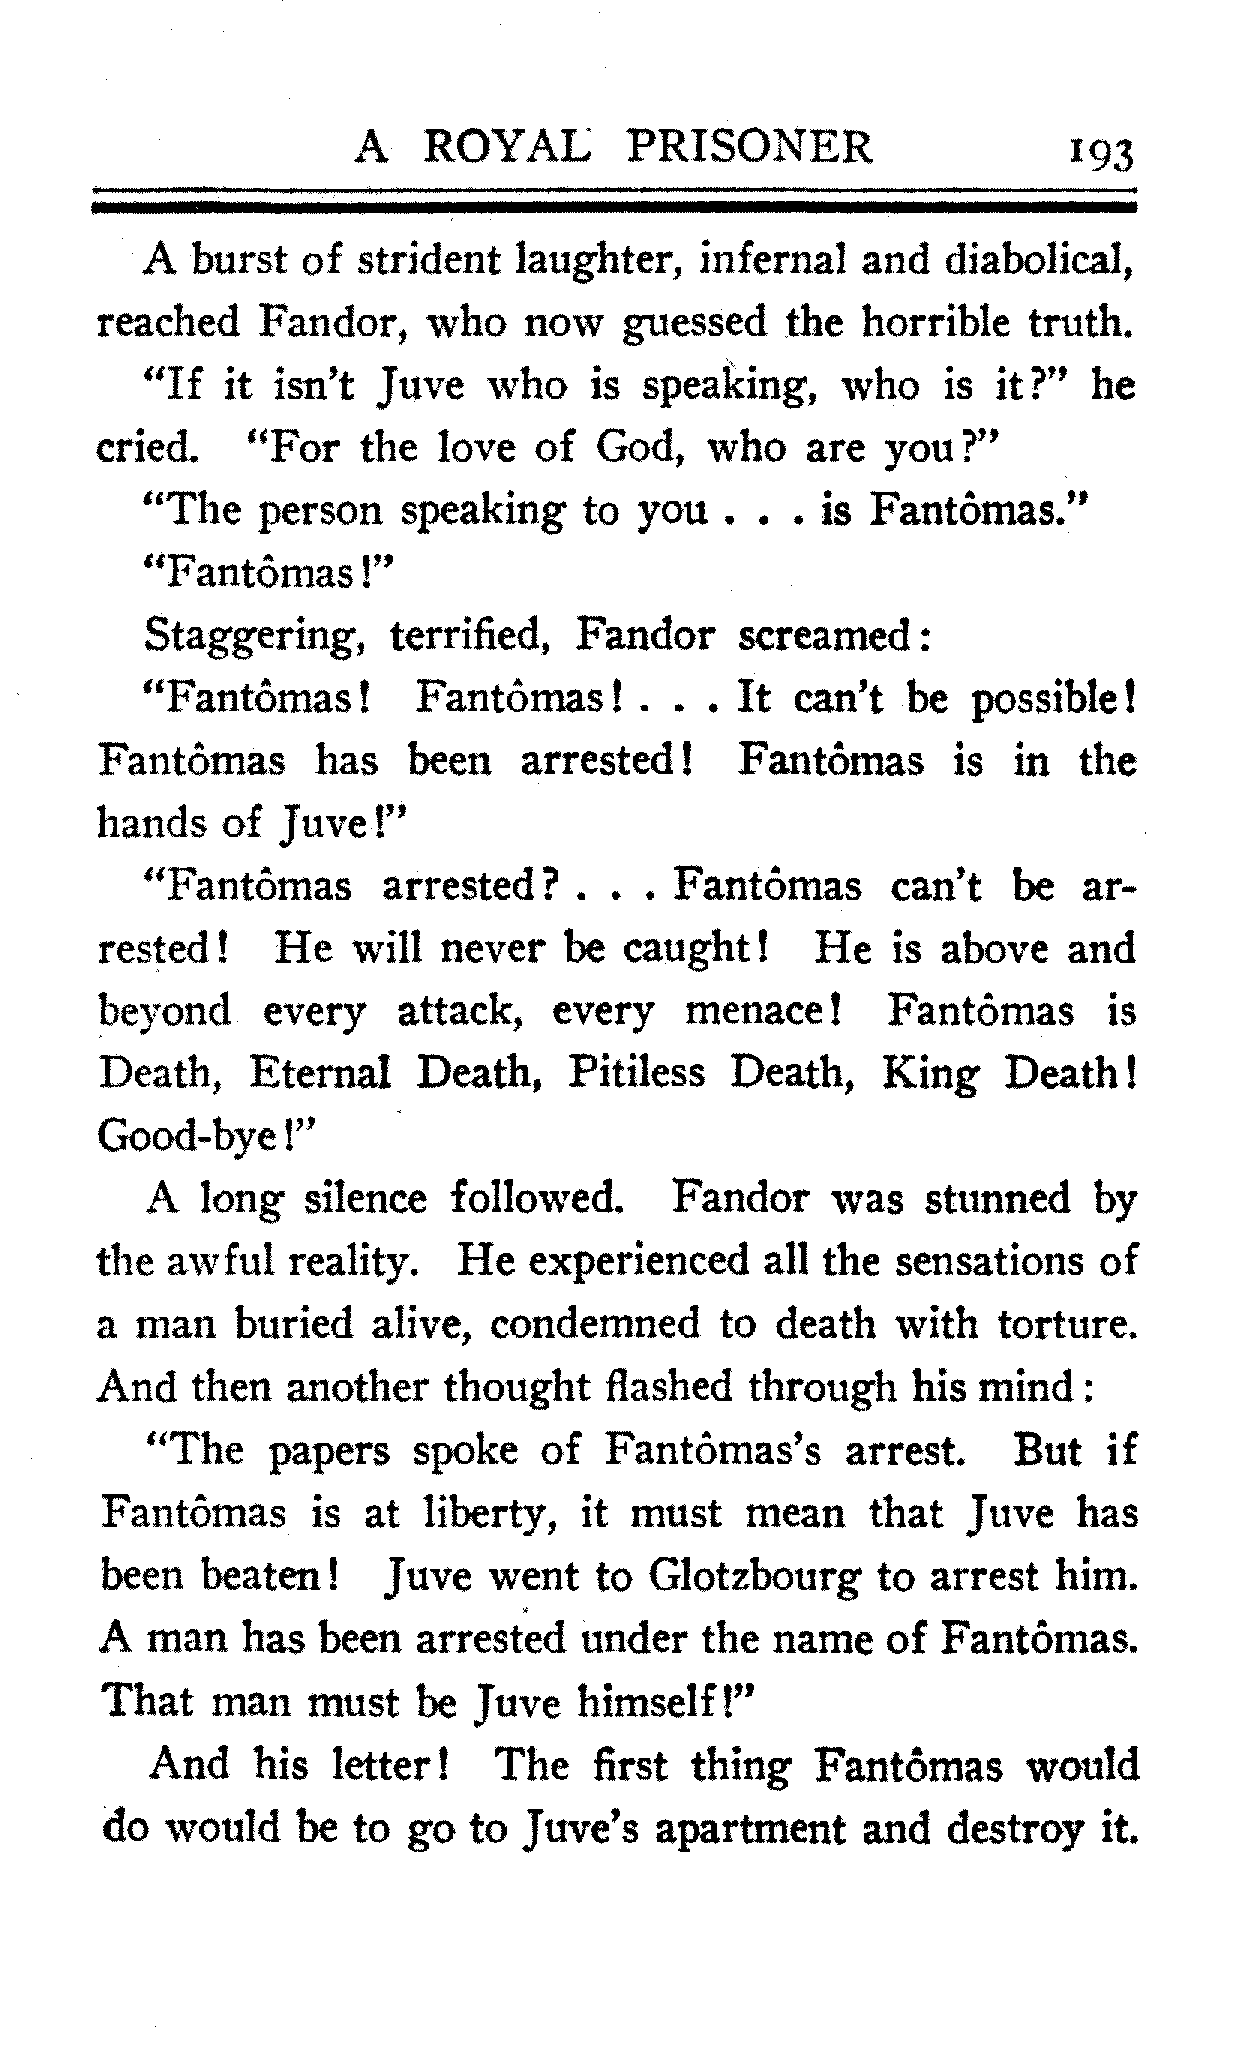 A ROYAL PRISONER 193
A burst of strident laughter, infernal and diabolical,
reached Fandor, who now guessed the horrible truth.
"If it isn't Juve who is speaking, who is it?" he
cried. "For the love of God, who are you?"
"The person speaking to you . . . is Fantômas."
"Fantômas!"
Staggering, terrified, Fandor screamed:
"Fantômas! Fantômas! . . . It can't be possible!
Fantômas has been arrested! Fantômas is in the
hands of Juve!"
"Fantômas arrested? . . . Fantômas can't be ar-
rested! He will never be caught! He is above and
beyond every attack, every menace! Fantômas is
Death, Eternal Death, Pitiless Death, King Death!
Good-bye!"
A long silence followed. Fandor was stunned by
the awful reality. He experienced all the sensations of
a man buried alive, condemned to death with torture.
And then another thought flashed through his mind:
"The papers spoke of Fantômas's arrest. But if
Fantômas is at liberty, it must mean that Juve has
been beaten! Juve went to Glotzbourg to arrest him.
A man has been arrested under the name of Fantômas.
That man must be Juve himself!"
And his letter! The first thing Fantômas would
do would be to go to Juve's apartment and destroy it.